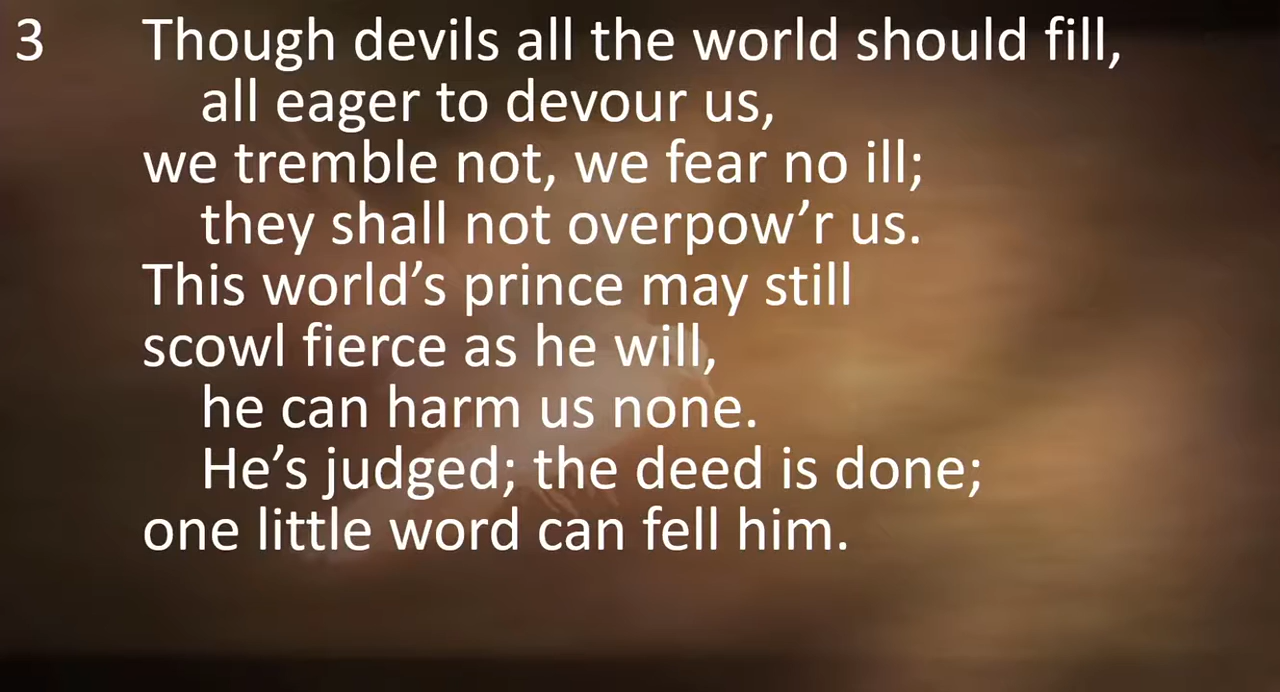 3 Though devils all the world should fill,
all eager to devour us,
we tremble not, we fear no ill;
they shall not overpow’r us.
This world’s prince may still
scowl fierce as he will,
he can harm us none.
He’s judged; the deed is done;
one little word can fell him.